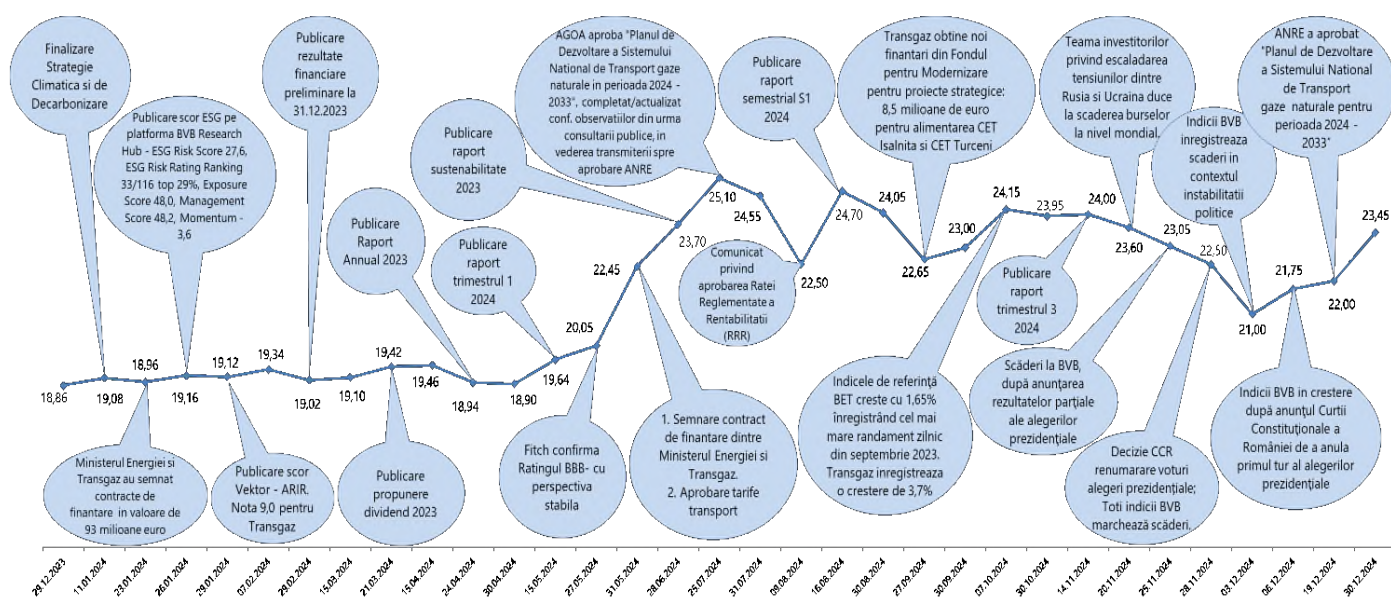 Finalizare
Strategie
Climatica si de
Decarbonizare
Publicare scor ESG pe
platforma BVB Research
Hub - ESG Risk Score 27,6,
ESG Risk Rating Ranking
33/116 top 29%, Exposure
Score 48,0, Management
Score 48,2, Momentum -
3,6
Publicare
rezultate
financiare
preliminare la
31.12.2023
Publicare
Raport
Annual 2023
Publicare
raport
trimestrul 1
2024
Publicare
raport
sustenabilitate
2023
AGOA aproba "Planul de
Dezvoltare a Sistemului
National de Transport gaze
naturale in perioada 2024 -
2033", completat/actualizat
conf. observatiilor din urma
consultarii publice, in
vederea transmiterii spre
aprobare ANRE
Comunicat
privind
aprobarea Ratei
Reglementate a
Rentabilitatii
(RRR)
Publicare
raport
semestrial S1
2024
Transgaz obtine noi
finantari din Fondul
pentru Modernizare
pentru proiecte strategice:
8,5 milioane de euro
pentru alimentarea CET
Isalnita si CET Turceni
Publicare
raport
trimestrul 3
2024
Teama investitorilor
privind escaladarea
tensiunilor dintre
Rusia si Ucraina duce
la scaderea burselor
la nivel mondial.
Indicii BVB
inregistreaza
scaderi in
contextul
instabilitatii
politice
ANRE a aprobat
"Planul de Dezvoltare
a Sistemului National
de Transport
gaze naturale pentru
perioada 2024 -
2033"
18,86
19,08
18,96
19,16
19,12
19,34
19,02
19,10
19,42
19,46
18,94
18,90
19,64
20,05
22,45
23,70
25,10
24,55
22,50
24,70
24,05
22,65
23,00
24,15
23,95
24,00
23,60
23,05
22,50
21,00
21,75
22,00
23,45
Ministerul Energiei si
Transgaz au semnat
contracte de
finantare in valoare de
93 milioane euro
Publicare scor
Vektor - ARIR.
Nota 9,0 pentru
Transgaz
Publicare
propunere
dividend 2023
Fitch confirma
Ratingul BBB- cu
perspectiva
stabila
1. Semnare contract
de finantare dintre
Ministerul Energiei si
Transgaz.
2. Aprobare tarife
transport
Indicele de referință
BET creste cu 1,65%
înregistrând cel mai
mare randament zilnic
din septembrie 2023.
Transgaz inregistreaza
o crestere de 3,7%
Scăderi la BVB,
după anunțarea
rezultatelor parțiale
ale alegerilor
prezidențiale
Decizie CCR
renumarare voturi
alegeri prezidențiale;
Toti indicii BVB
marchează scăderi.
Indicii BVB in crestere
după anunțul Curtii
Constituționale a
României de a anula
primul tur al alegerilor
prezidențiale
29.12.2023
11.01.2024
23.01.2024
26.01.2024
29.01.2024
07.02.2024
29.02.2024
15.03.2024
21.03.2024
15.04.2024
24.04.2024
30.04.2024
15.05.2024
27.05.2024
31.05.2024
28.06.2024
25.07.2024
31.07.2024
09.08.2024
16.08.2024
30.08.2024
27.09.2024
30.09.2024
07.10.2024
30.10.2024
14.11.2024
20.11.2024
25.11.2024
28.11.2024
03.12.2024
06.12.2024
19.12.2024
30.12.2024